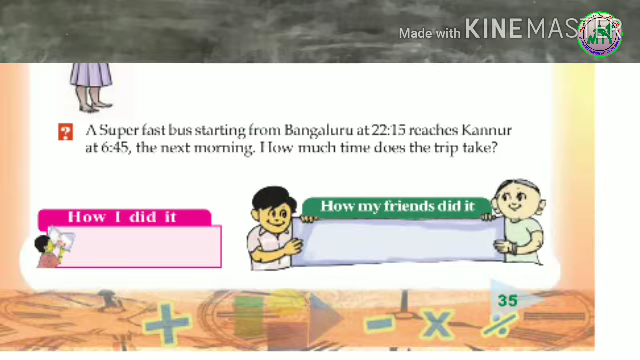 Made with KINEMASTER
MTV
? A Super fast bus starting from Bangaluru at 22:15 reaches Kannur
at 6:45, the next morning. How much time does the trip take?
How I did it
How my friends did it
35
+ - x ÷